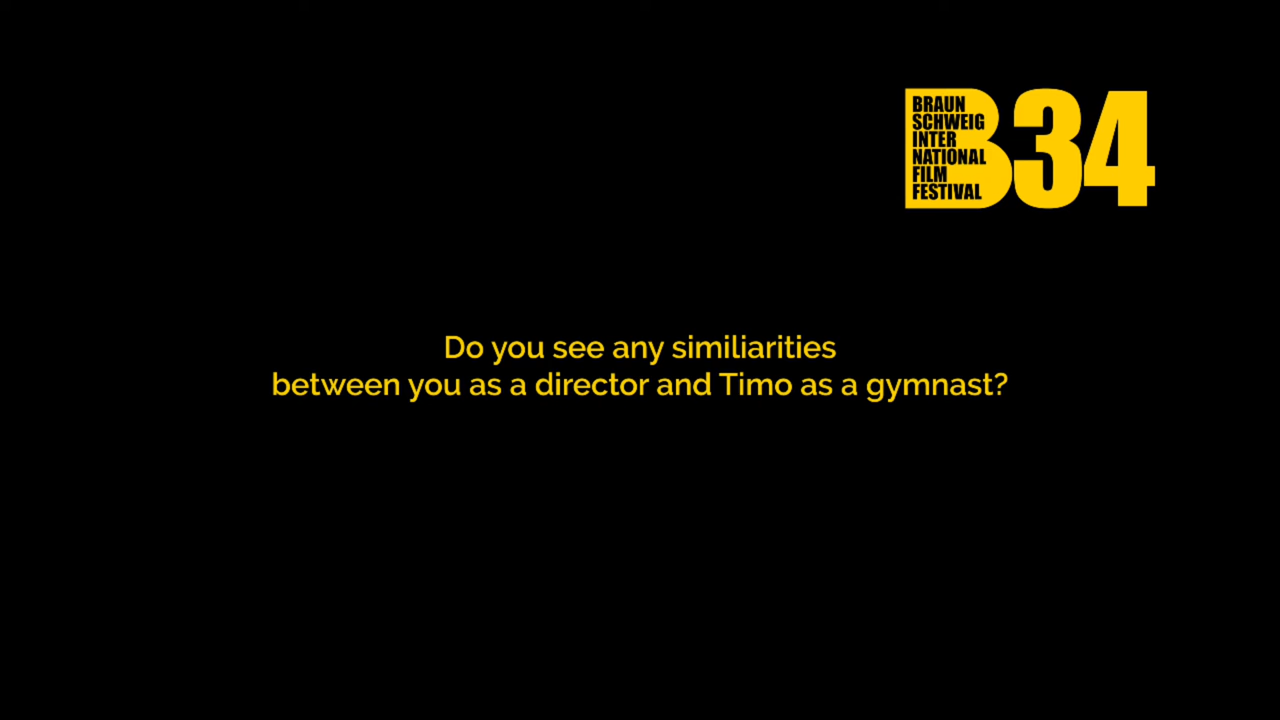 BRAUN
SCHWEIG
INTER
NATIONAL
FILM
FESTIVAL
B34
Do you see any similiarities
between you as a director and Timo as a gymnast?